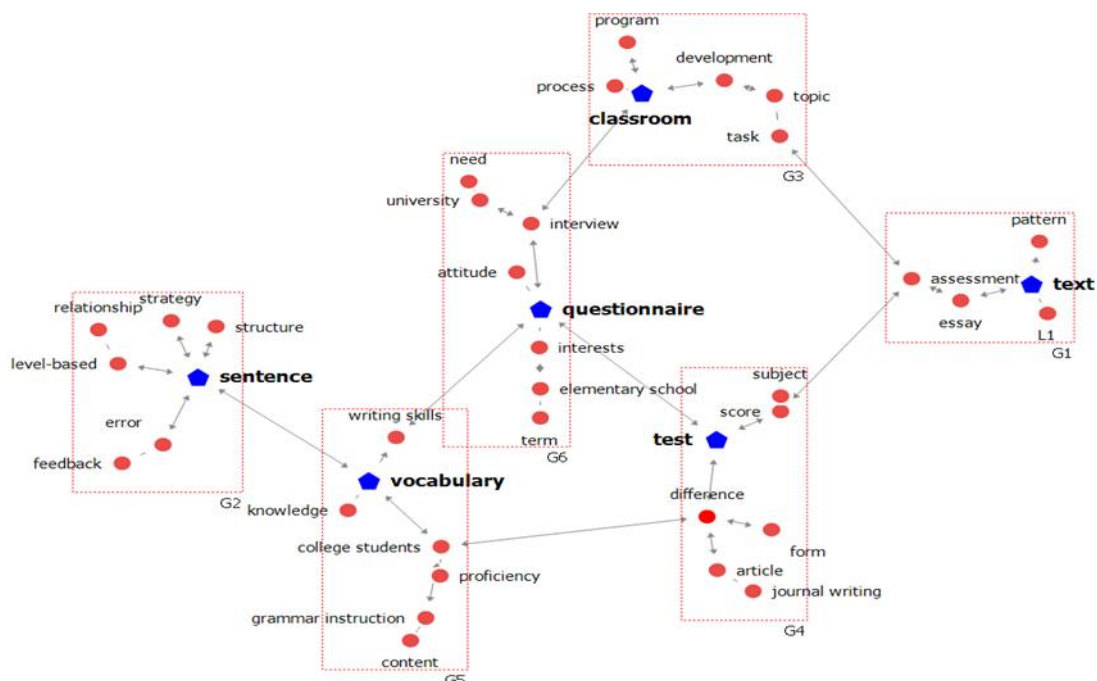 program
development
process
topic
classroom
task
G3
need
university
interview
attitude
questionnaire
interests
elementary school
term
G6
pattern
assessment
text
essay
L1
G1
relationship
strategy
structure
level-based
sentence
error
feedback
G2
writing skills
vocabulary
knowledge
college students
proficiency
grammar instruction
content
G5
subject
score
test
difference
form
article
journal writing
G4